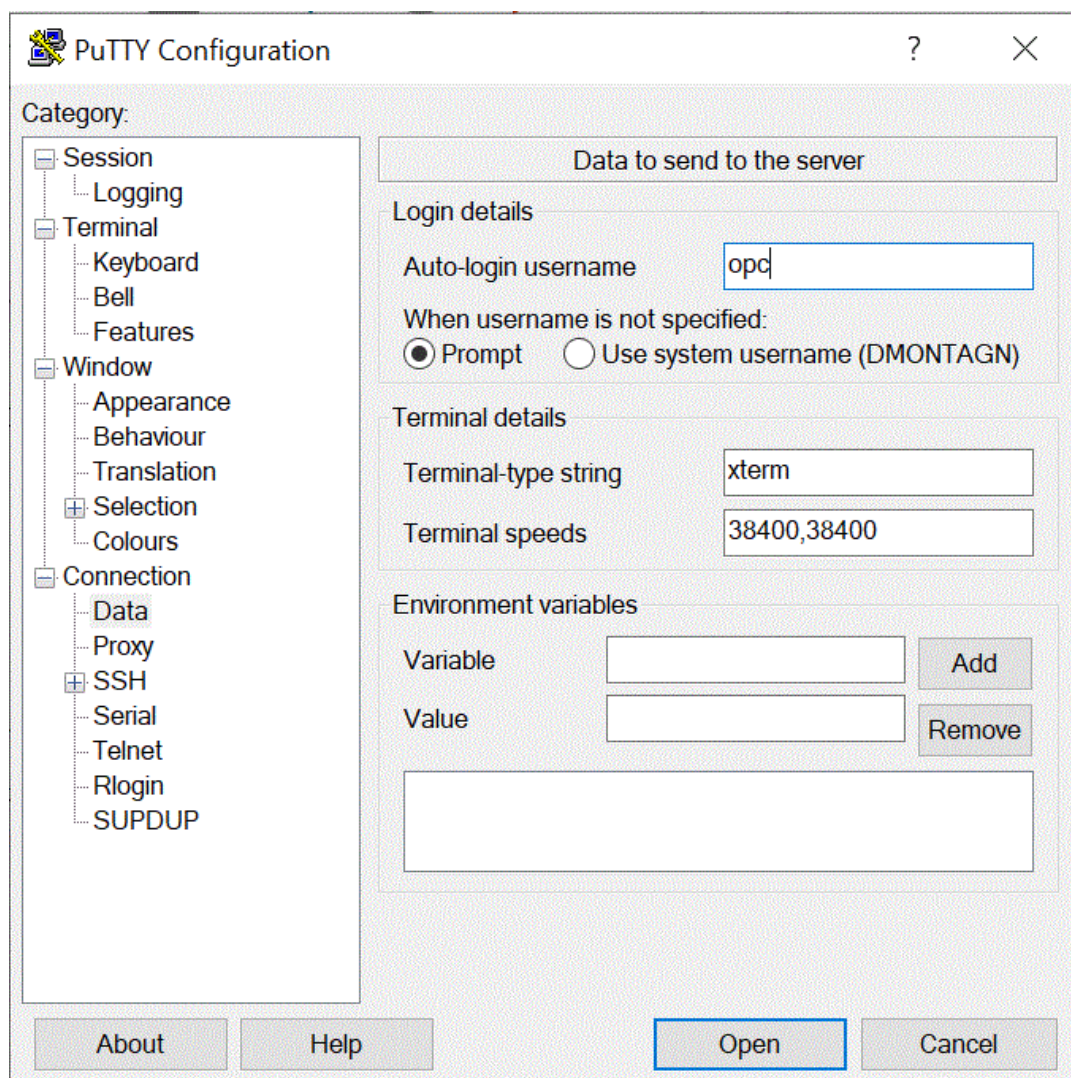 PuTTY Configuration
?
Category:
Session
Logging
Terminal
Keyboard
Bell
Features
Window
Appearance
Behaviour
Translation
Selection
Colours
Connection
Data
Proxy
SSH
Serial
Telnet
Rlogin
SUPDUP
Data to send to the server
Login details
Auto-login username opc
When username is not specified:
Prompt Use system username (DMONTAGN)
Terminal details
Terminal-type string xterm
Terminal speeds 38400,38400
Environment variables
Variable Add
Value Remove
About Help Open Cancel